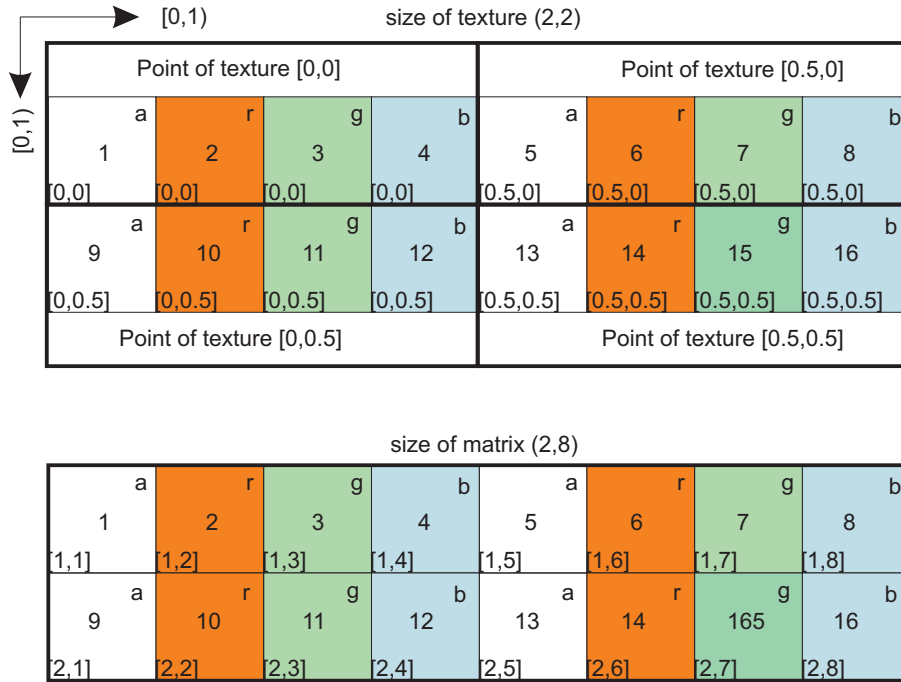 [0,1) size of texture (2,2)
[0,1)
Point of texture [0,0] Point of texture [0.5,0]
a r g b a r g b
1 2 3 4 5 6 7 8
[0,0] [0,0] [0,0] [0,0] [0.5,0] [0.5,0] [0.5,0] [0.5,0]
a r g b a r g b
9 10 11 12 13 14 15 16
[0,0.5] [0,0.5] [0,0.5] [0,0.5] [0.5,0.5] [0.5,0.5] [0.5,0.5] [0.5,0.5]
Point of texture [0,0.5] Point of texture [0.5,0.5]
size of matrix (2,8)
a r g b a r g b
1 2 3 4 5 6 7 8
[1,1] [1,2] [1,3] [1,4] [1,5] [1,6] [1,7] [1,8]
a r g b a r g b
9 10 11 12 13 14 165 16
[2,1] [2,2] [2,3] [2,4] [2,5] [2,6] [2,7] [2,8]